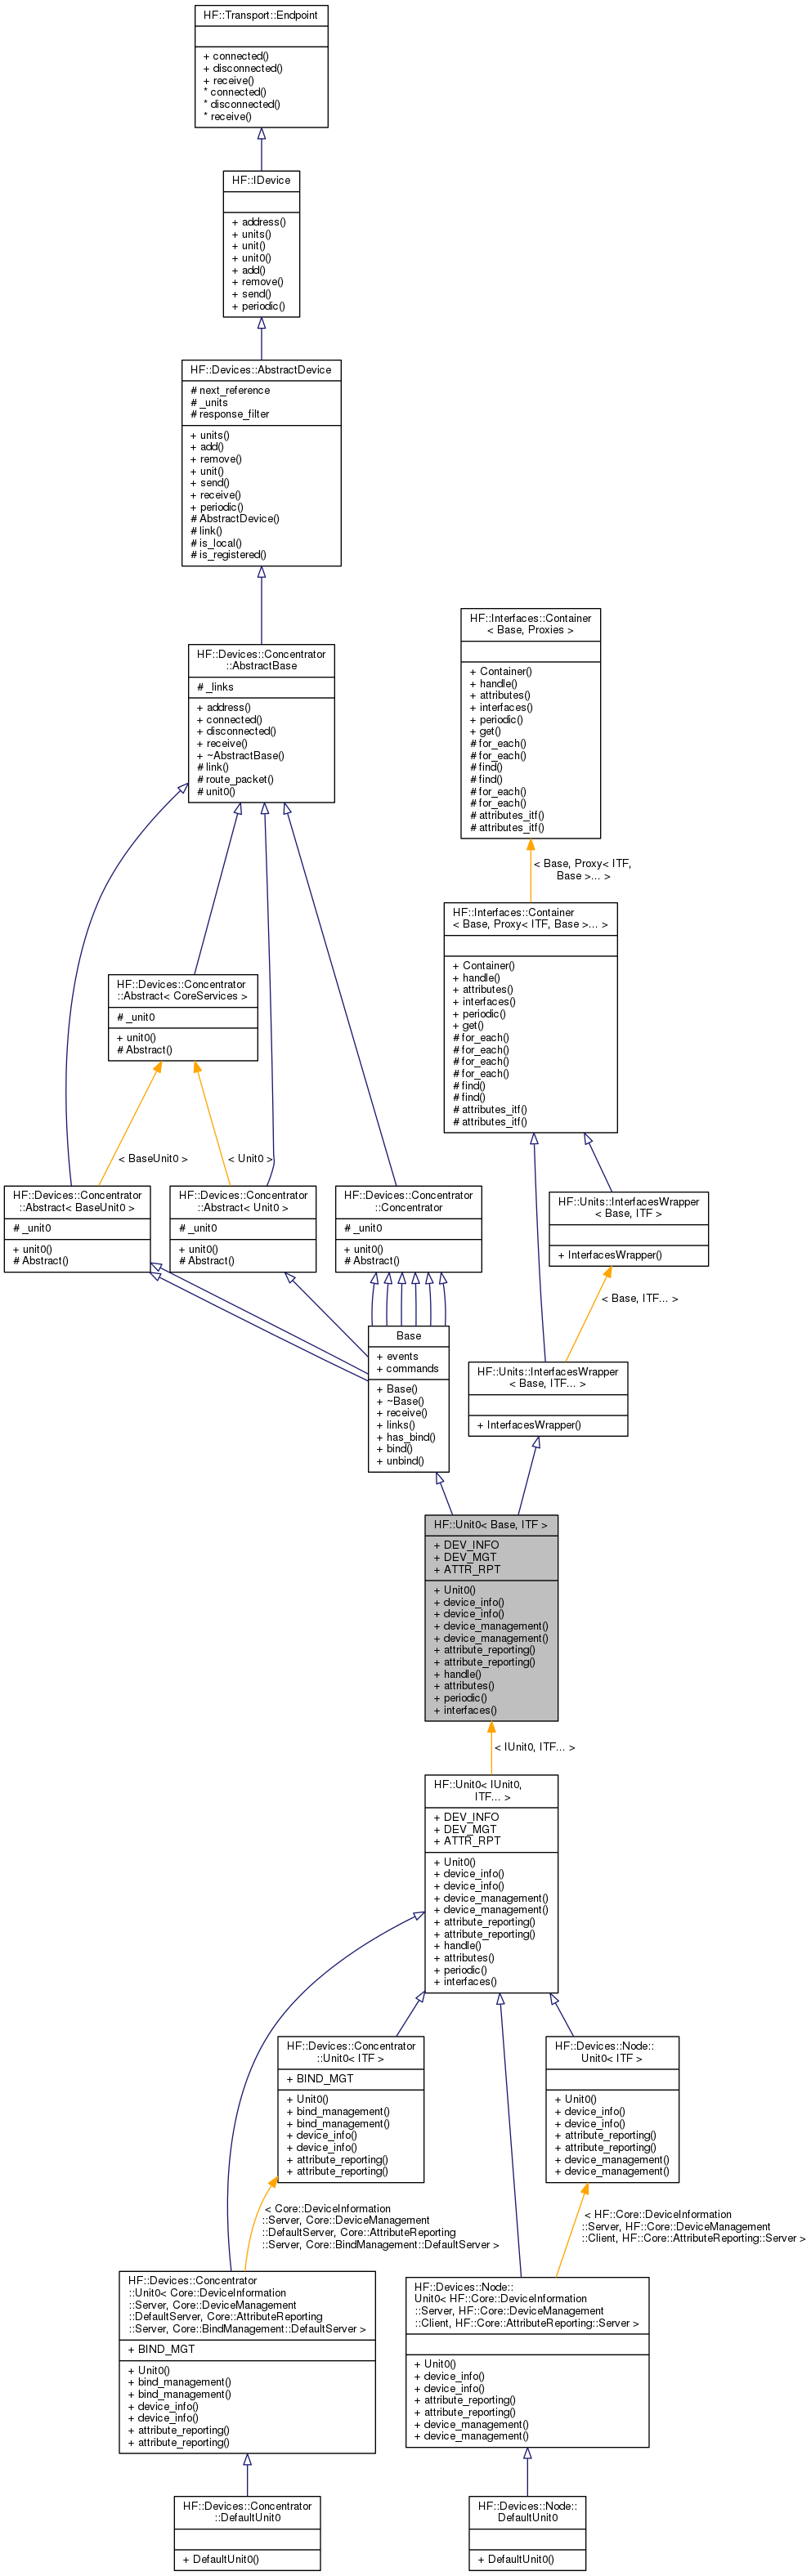 HF::Transport::Endpoint
+ connected()
+ disconnected()
+ receive()
* connected()
* disconnected()
* receive()
HF::IDevice
+ address()
+ units()
+ unit()
+ unit0()
+ add()
+ remove()
+ send()
+ periodic()
HF::Devices::AbstractDevice
# next_reference
# _units
# response_filter
+ units()
+ add()
+ remove()
+ unit()
+ send()
+ receive()
+ periodic()
# AbstractDevice()
# link()
# is_local()
# is_registered()
HF::Devices::Concentrator
::AbstractBase
# _links
+ address()
+ connected()
+ disconnected()
+ receive()
+ ~AbstractBase()
# link()
# route_packet()
# unit0()
HF::Interfaces::Container
< Base, Proxies >
+ Container()
+ handle()
+ attributes()
+ interfaces()
+ periodic()
+ get()
# for_each()
# for_each()
# find()
# find()
# for_each()
# for_each()
# attributes_itf()
# attributes_itf()
< Base, Proxy< ITF,
Base >... >
HF::Interfaces::Container
< Base, Proxy< ITF, Base >... >
+ Container()
+ handle()
+ attributes()
+ interfaces()
+ periodic()
+ get()
# for_each()
# for_each()
# for_each()
# for_each()
# find()
# find()
# attributes_itf()
# attributes_itf()
HF::Devices::Concentrator
::Abstract< CoreServices >
# _unit0
+ unit0()
# Abstract()
< BaseUnit0 >
< Unit0 >
HF::Devices::Concentrator
::Abstract< BaseUnit0 >
# _unit0
+ unit0()
# Abstract()
HF::Devices::Concentrator
::Abstract< Unit0 >
# _unit0
+ unit0()
# Abstract()
HF::Devices::Concentrator
::Concentrator
# _unit0
+ unit0()
# Abstract()
HF::Units::InterfacesWrapper
< Base, ITF >
+ InterfacesWrapper()
< Base, ITF... >
Base
+ events
+ commands
+ Base()
+ ~Base()
+ receive()
+ links()
+ has_bind()
+ bind()
+ unbind()
HF::Units::InterfacesWrapper
< Base, ITF... >
+ InterfacesWrapper()
HF::Unit0< Base, ITF >
+ DEV_INFO
+ DEV_MGT
+ ATTR_RPT
+ Unit0()
+ device_info()
+ device_info()
+ device_management()
+ device_management()
+ attribute_reporting()
+ attribute_reporting()
+ handle()
+ attributes()
+ periodic()
+ interfaces()
< IUnit0, ITF... >
HF::Unit0< IUnit0,
ITF... >
+ DEV_INFO
+ DEV_MGT
+ ATTR_RPT
+ Unit0()
+ device_info()
+ device_info()
+ device_management()
+ device_management()
+ attribute_reporting()
+ attribute_reporting()
+ handle()
+ attributes()
+ periodic()
+ interfaces()
HF::Devices::Concentrator
::Unit0< ITF >
+ BIND_MGT
+ Unit0()
+ bind_management()
+ bind_management()
+ device_info()
+ device_info()
+ attribute_reporting()
+ attribute_reporting()
HF::Devices::Node::
Unit0< ITF >
+ Unit0()
+ device_info()
+ device_info()
+ attribute_reporting()
+ attribute_reporting()
+ device_management()
+ device_management()
< Core::DeviceInformation
::Server, Core::DeviceManagement
::DefaultServer, Core::AttributeReporting
::Server, Core::BindManagement::DefaultServer >
< HF::Core::DeviceInformation
::Server, HF::Core::DeviceManagement
::Client, HF::Core::AttributeReporting::Server >
HF::Devices::Concentrator
::Unit0< Core::DeviceInformation
::Server, Core::DeviceManagement
::DefaultServer, Core::AttributeReporting
::Server, Core::BindManagement::DefaultServer >
+ BIND_MGT
+ Unit0()
+ bind_management()
+ bind_management()
+ device_info()
+ device_info()
+ attribute_reporting()
+ attribute_reporting()
HF::Devices::Node::
Unit0< HF::Core::DeviceInformation
::Server, HF::Core::DeviceManagement
::Client, HF::Core::AttributeReporting::Server >
+ Unit0()
+ device_info()
+ device_info()
+ attribute_reporting()
+ attribute_reporting()
+ device_management()
+ device_management()
HF::Devices::Concentrator
::DefaultUnit0
+ DefaultUnit0()
HF::Devices::Node::
DefaultUnit0
+ DefaultUnit0()